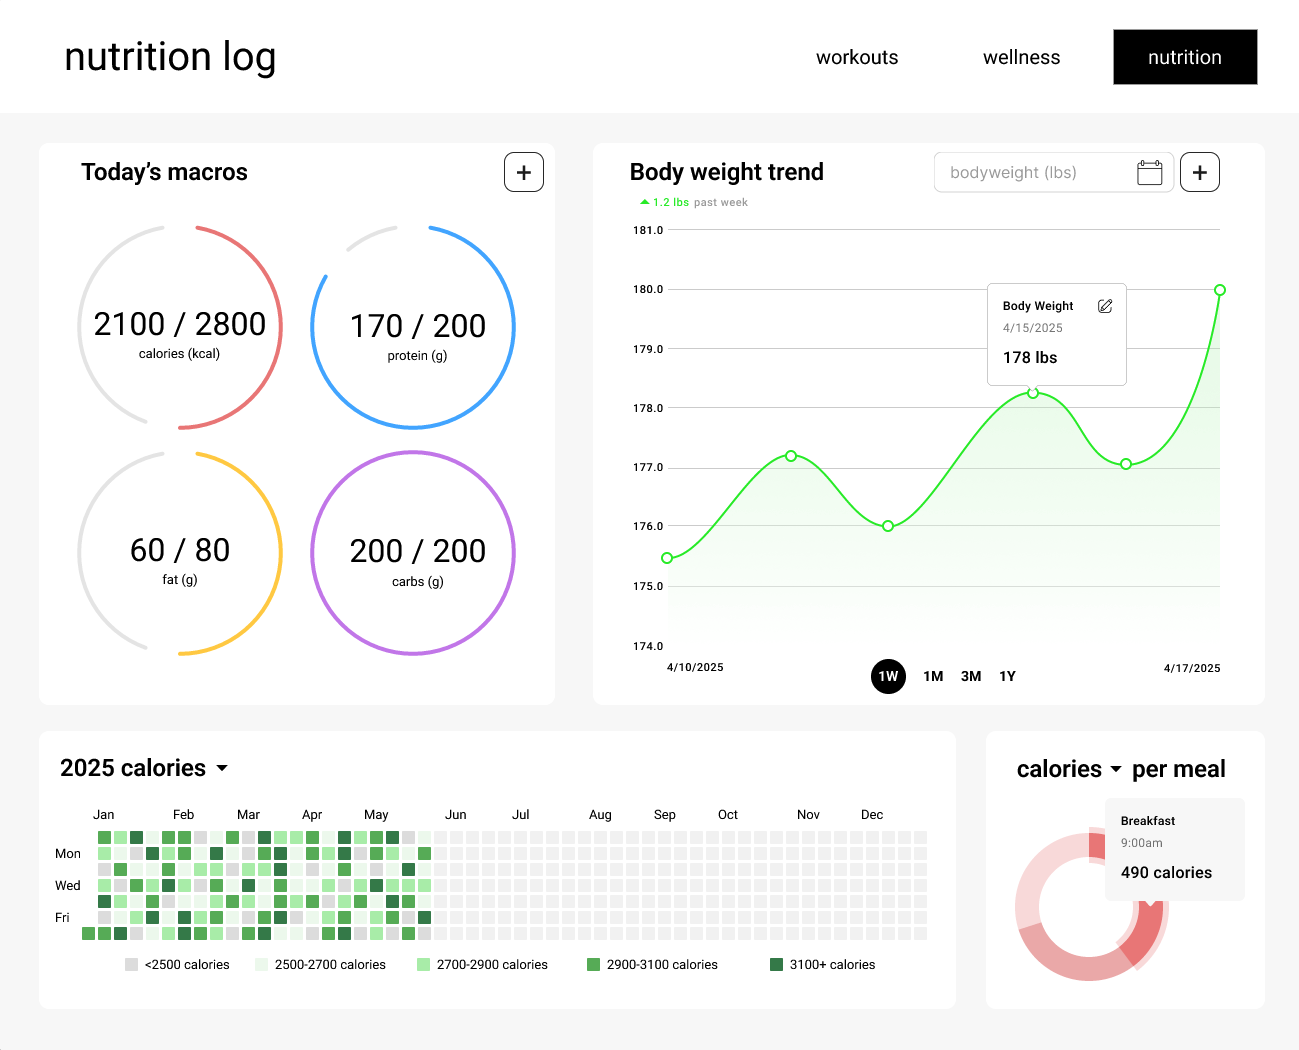 nutrition log
workouts
wellness
nutrition
Today’s macros
+
2100 / 2800
calories (kcal)
170 / 200
protein (g)
60 / 80
fat (g)
200 / 200
carbs (g)
Body weight trend
bodyweight (lbs)
+
1.2 lbs past week
181.0
180.0
179.0
178.0
177.0
176.0
175.0
174.0
Body Weight
4/15/2025
178 lbs
4/10/2025
4/17/2025
1W 1M 3M 1Y
2025 calories
Jan Feb Mar Apr May Jun Jul Aug Sep Oct Nov Dec
Mon
Wed
Fri
<2500 calories
2500-2700 calories
2700-2900 calories
2900-3100 calories
3100+ calories
calories per meal
Breakfast
9:00am
490 calories